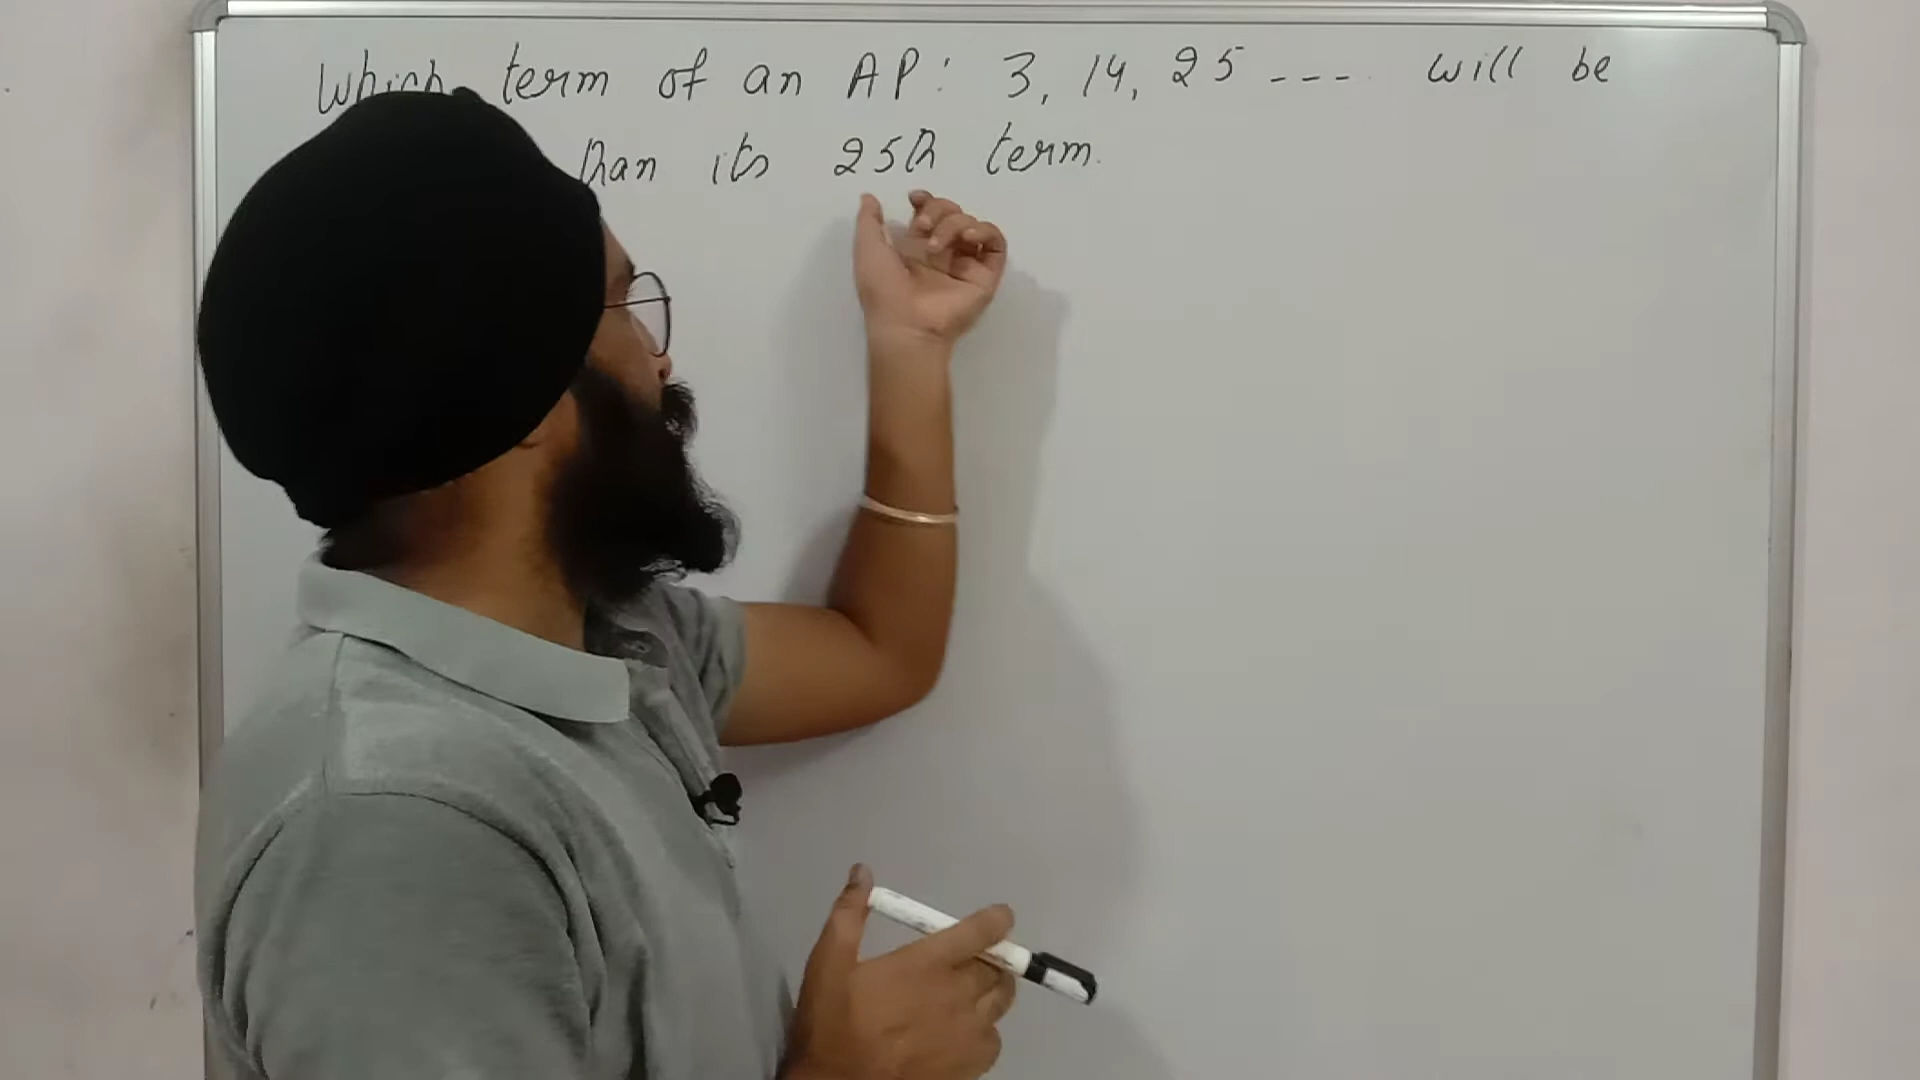 Which term of an AP: 3, 14, 25 --- will be
than its 25th term.